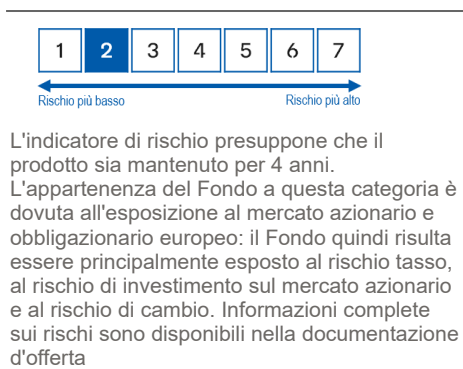 1 2 3 4 5 6 7
Rischio più basso Rischio più alto
L'indicatore di rischio presuppone che il
prodotto sia mantenuto per 4 anni.
L'appartenenza del Fondo a questa categoria è
dovuta all'esposizione al mercato azionario e
obbligazionario europeo: il Fondo quindi risulta
essere principalmente esposto al rischio tasso,
al rischio di investimento sul mercato azionario
e al rischio di cambio. Informazioni complete
sui rischi sono disponibili nella documentazione
d'offerta